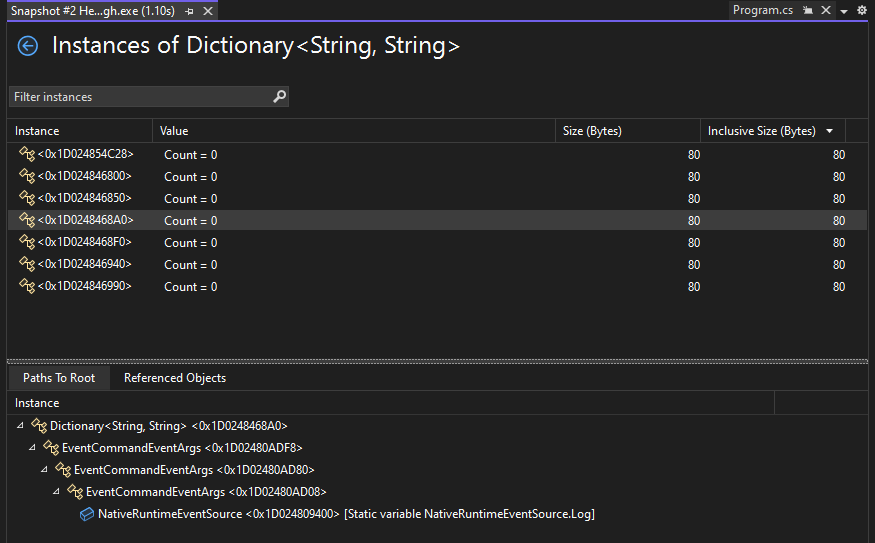 Snapshot #2 He...gh.exe (1.10s) Program.cs
Instances of Dictionary<String, String>
Filter instances
Instance Value Size (Bytes) Inclusive Size (Bytes)
<0x1D024854C28> Count = 0 80 80
<0x1D024846800> Count = 0 80 80
<0x1D024846850> Count = 0 80 80
<0x1D0248468A0> Count = 0 80 80
<0x1D0248468F0> Count = 0 80 80
<0x1D024846940> Count = 0 80 80
<0x1D024846990> Count = 0 80 80
Paths To Root Referenced Objects
Instance
Dictionary<String, String> <0x1D0248468A0>
EventCommandEventArgs <0x1D02480ADF8>
EventCommandEventArgs <0x1D02480AD80>
EventCommandEventArgs <0x1D02480AD08>
NativeRuntimeEventSource <0x1D024809400> [Static variable NativeRuntimeEventSource.Log]